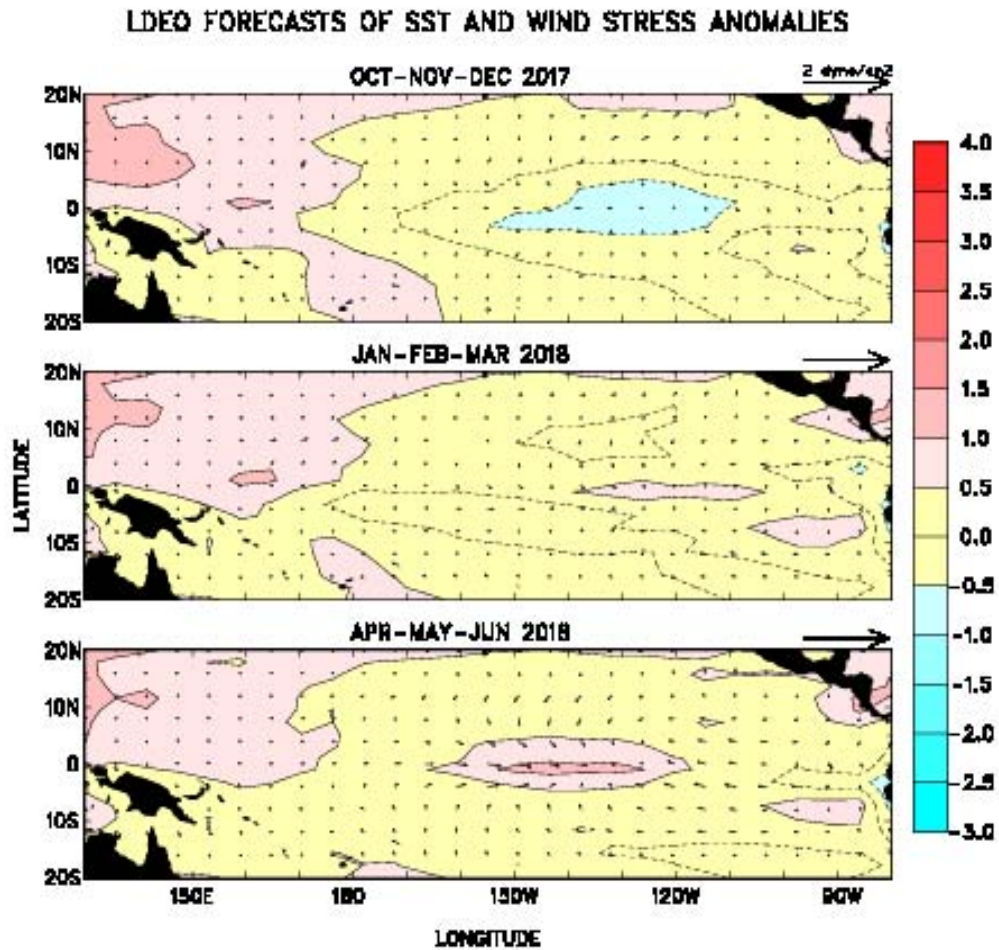 LDEO FORECASTS OF SST AND WIND STRESS ANOMALIES
OCT-NOV-DEC 2017
2 dyne/cm2
20N
10N
0
10S
20S
JAN-FEB-MAR 2018
20N
10N
0
10S
20S
APR-MAY-JUN 2018
20N
10N
0
10S
20S
150E 180 150W 120W 90W
LATITUDE
LONGITUDE
4.0
3.5
3.0
2.5
2.0
1.5
1.0
0.5
0.0
-0.5
-1.0
-1.5
-2.0
-2.5
-3.0